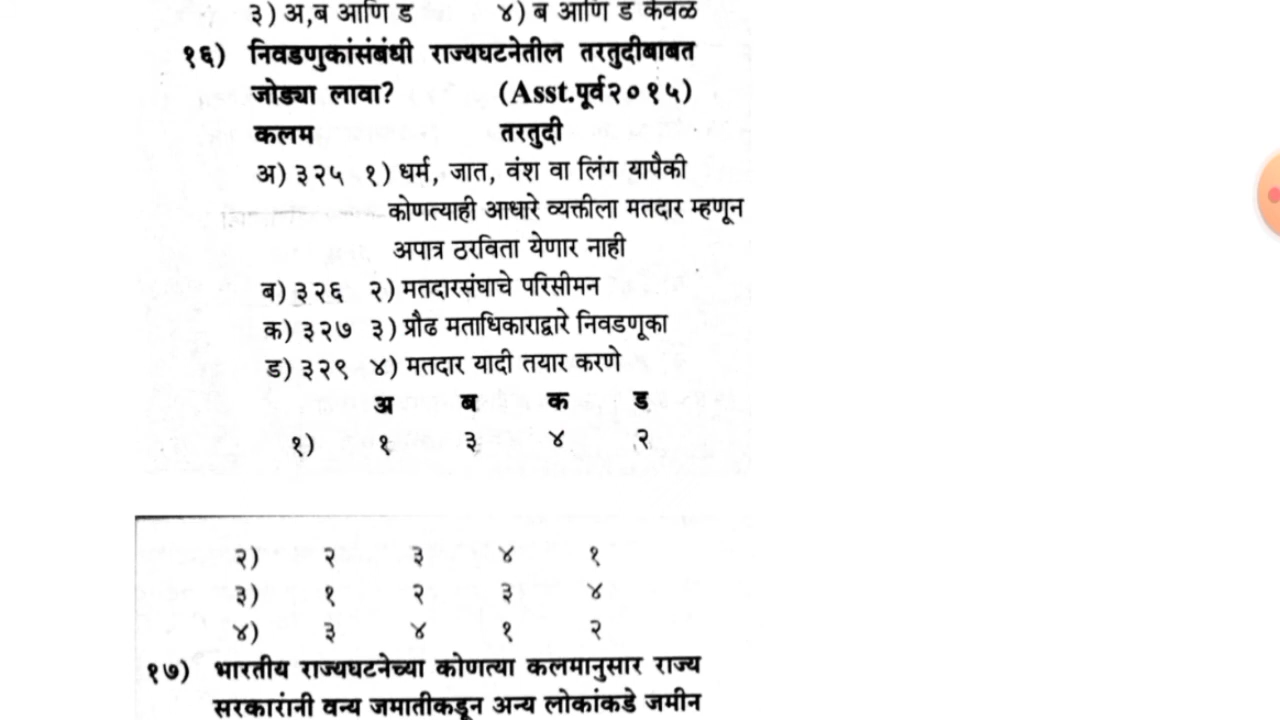 ३) अ,ब आणि ड ४) ब आणि ड केवळ
१६) निवडणुकांसंबंधी राज्यघटनेतील तरतुदीबाबत
जोड्या लावा? (Asst.पूर्व२०१५)
कलम तरतुदी
अ) ३२५ १) धर्म, जात, वंश वा लिंग यापैकी
कोणत्याही आधारे व्यक्तीला मतदार म्हणून
अपात्र ठरविता येणार नाही
ब) ३२६ २) मतदारसंघाचे परिसीमन
क) ३२७ ३) प्रौढ मताधिकाराद्वारे निवडणूका
ड) ३२९ ४) मतदार यादी तयार करणे
अ ब क ड
१) १ ३ ४ २
२) २ ३ ४ १
३) १ २ ३ ४
४) ३ ४ १ २
१७) भारतीय राज्यघटनेच्या कोणत्या कलमानुसार राज्य
सरकारांनी वन्य जमातीकडून अन्य लोकांकडे जमीन